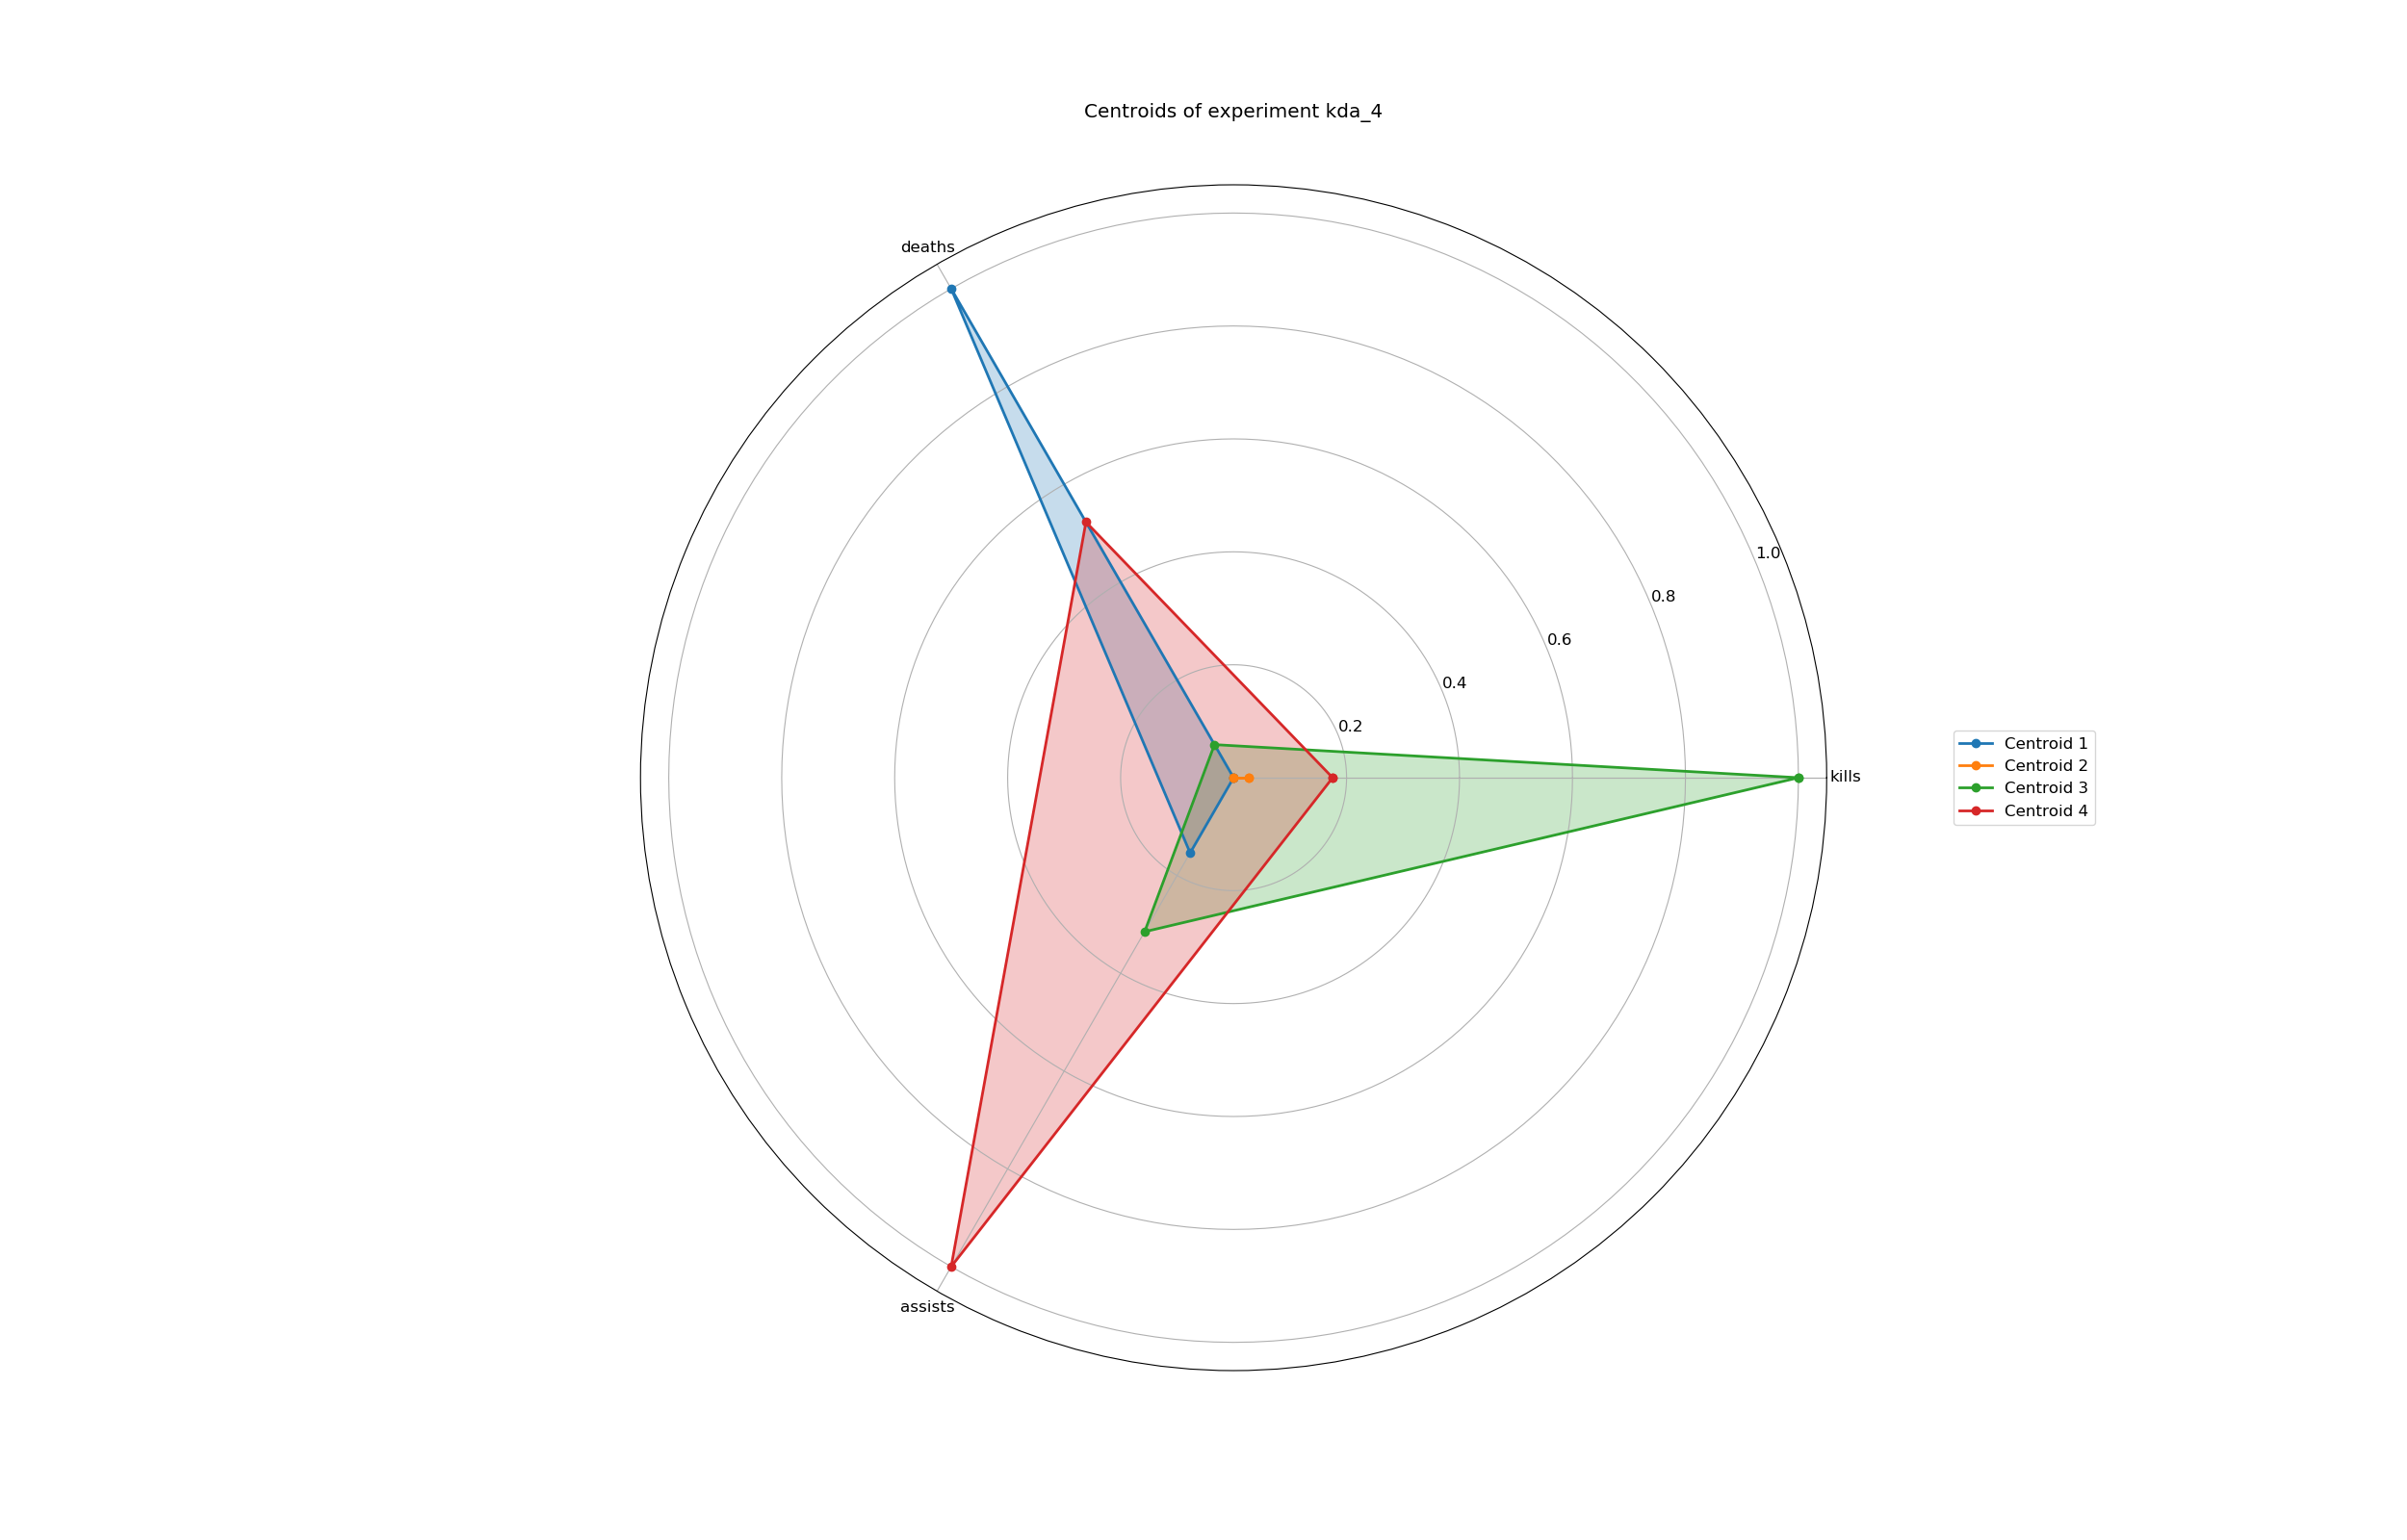 Centroids of experiment kda_4
deaths
1.0
0.8
0.6
0.4
0.2
kills
Centroid 1
Centroid 2
Centroid 3
Centroid 4
assists